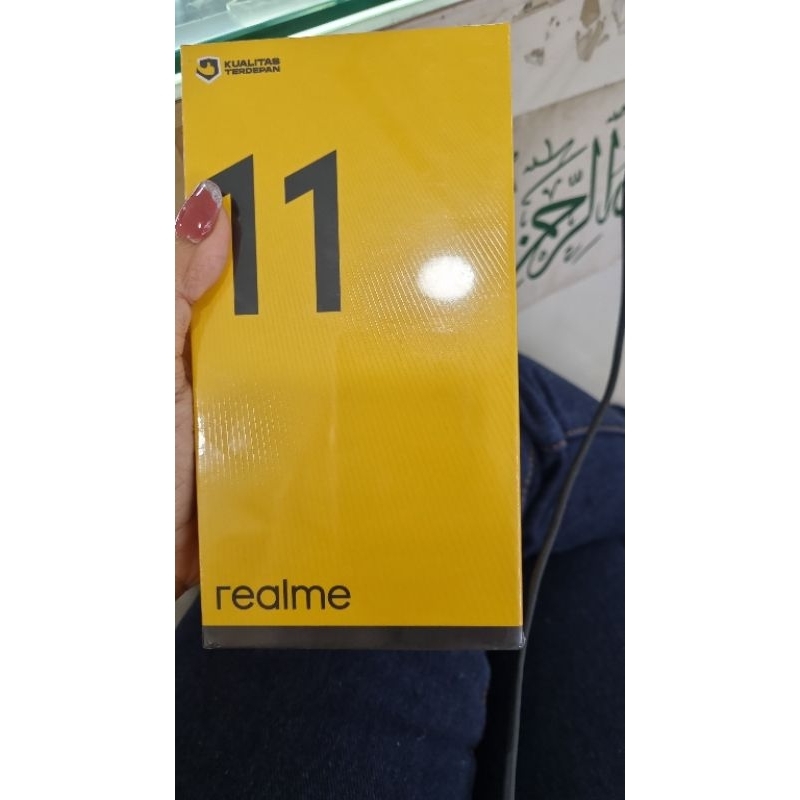 KUALITAS
TERDEPAN
11
realme